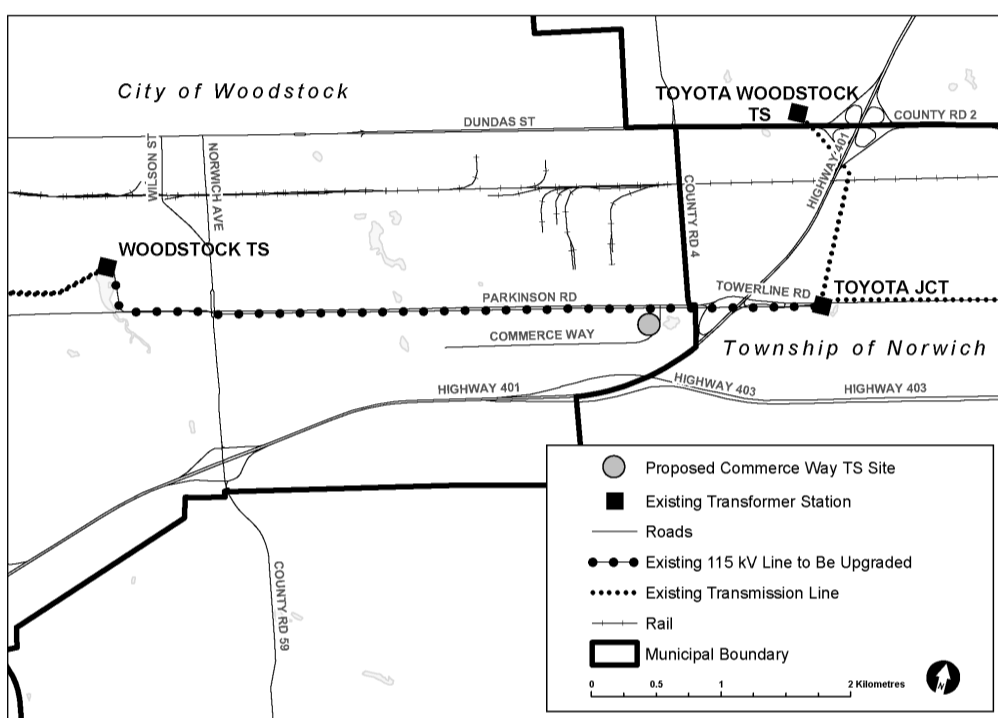 City of Woodstock
TOYOTA WOODSTOCK
TS
COUNTY RD 2
DUNDAS ST
WILSON ST
NORWICH AVE
HIGHWAY 401
COUNTY RD 4
WOODSTOCK TS
TOWERLINE RD
TOYOTA JCT
PARKINSON RD
COMMERCE WAY
Township of Norwich
HIGHWAY 401
HIGHWAY 403
HIGHWAY 403
COUNTY RD 59
Proposed Commerce Way TS Site
Existing Transformer Station
Roads
Existing 115 kV Line to Be Upgraded
Existing Transmission Line
Rail
Municipal Boundary
0 0.5 1 2 Kilometres
N